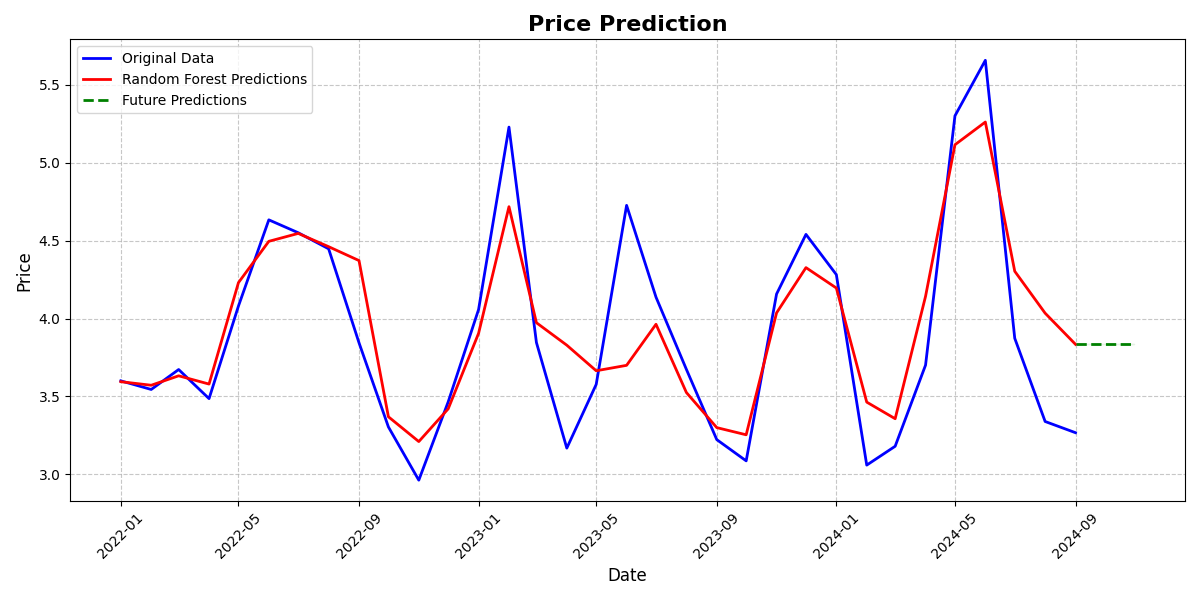 Price Prediction
Original Data
Random Forest Predictions
Future Predictions
Price
5.5
5.0
4.5
4.0
3.5
3.0
2022-01
2022-05
2022-09
2023-01
2023-05
2023-09
2024-01
2024-05
2024-09
Date